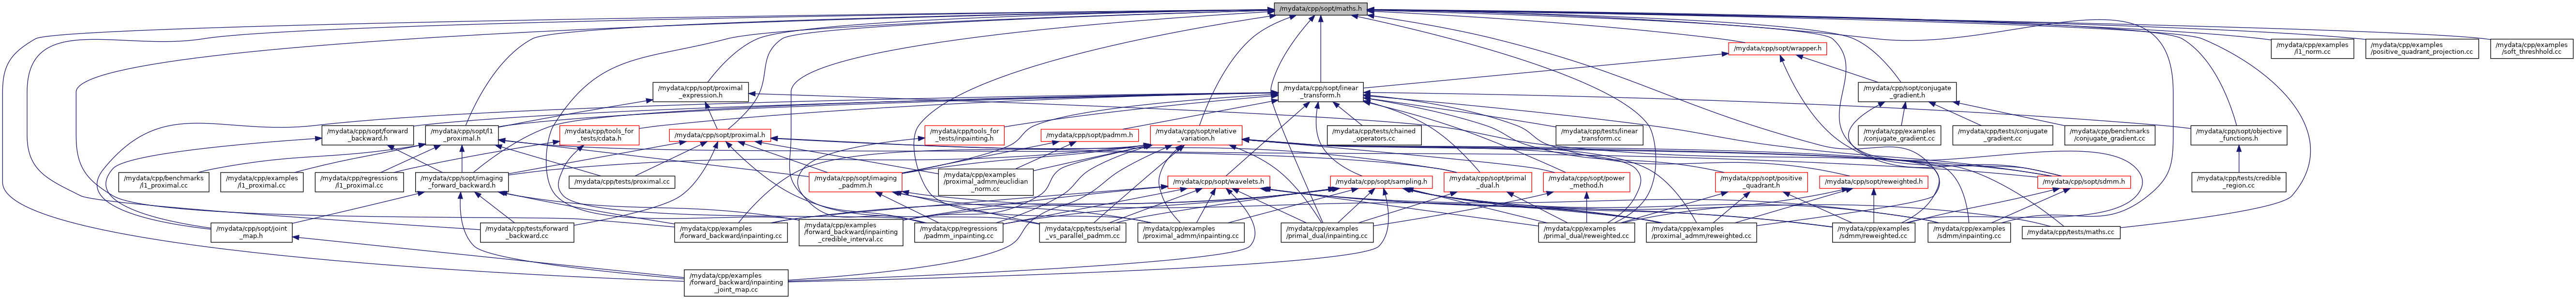 /mydata/cpp/sopt/maths.h
/mydata/cpp/sopt/wrapper.h
/mydata/cpp/examples
/l1_norm.cc
/mydata/cpp/examples
/positive_quadrant_projection.cc
/mydata/cpp/examples
/soft_threshhold.cc
/mydata/cpp/sopt/proximal
_expression.h
/mydata/cpp/sopt/linear
_transform.h
/mydata/cpp/sopt/conjugate
_gradient.h
/mydata/cpp/sopt/forward
_backward.h
/mydata/cpp/sopt/l1
_proximal.h
/mydata/cpp/tools_for
_tests/cdata.h
/mydata/cpp/sopt/proximal.h
/mydata/cpp/tools_for
_tests/inpainting.h
/mydata/cpp/sopt/padmm.h
/mydata/cpp/sopt/relative
_variation.h
/mydata/cpp/tests/chained
_operators.cc
/mydata/cpp/tests/linear
_transform.cc
/mydata/cpp/examples
/conjugate_gradient.cc
/mydata/cpp/tests/conjugate
_gradient.cc
/mydata/cpp/benchmarks
/conjugate_gradient.cc
/mydata/cpp/sopt/objective
_functions.h
/mydata/cpp/benchmarks
/l1_proximal.cc
/mydata/cpp/examples
/l1_proximal.cc
/mydata/cpp/regressions
/l1_proximal.cc
/mydata/cpp/sopt/imaging
_forward_backward.h
/mydata/cpp/tests/proximal.cc
/mydata/cpp/sopt/imaging
_padmm.h
/mydata/cpp/examples
/proximal_admm/euclidian
_norm.cc
/mydata/cpp/sopt/wavelets.h
/mydata/cpp/sopt/sampling.h
/mydata/cpp/sopt/primal
_dual.h
/mydata/cpp/sopt/power
_method.h
/mydata/cpp/sopt/positive
_quadrant.h
/mydata/cpp/sopt/reweighted.h
/mydata/cpp/sopt/sdmm.h
/mydata/cpp/tests/credible
_region.cc
/mydata/cpp/sopt/joint
_map.h
/mydata/cpp/tests/forward
_backward.cc
/mydata/cpp/examples
/forward_backward/inpainting.cc
/mydata/cpp/examples
/forward_backward/inpainting
_credible_interval.cc
/mydata/cpp/regressions
/padmm_inpainting.cc
/mydata/cpp/tests/serial
_vs_parallel_padmm.cc
/mydata/cpp/examples
/proximal_admm/inpainting.cc
/mydata/cpp/examples
/primal_dual/inpainting.cc
/mydata/cpp/examples
/primal_dual/reweighted.cc
/mydata/cpp/examples
/proximal_admm/reweighted.cc
/mydata/cpp/examples
/sdmm/reweighted.cc
/mydata/cpp/examples
/sdmm/inpainting.cc
/mydata/cpp/tests/maths.cc
/mydata/cpp/examples
/forward_backward/inpainting
_joint_map.cc